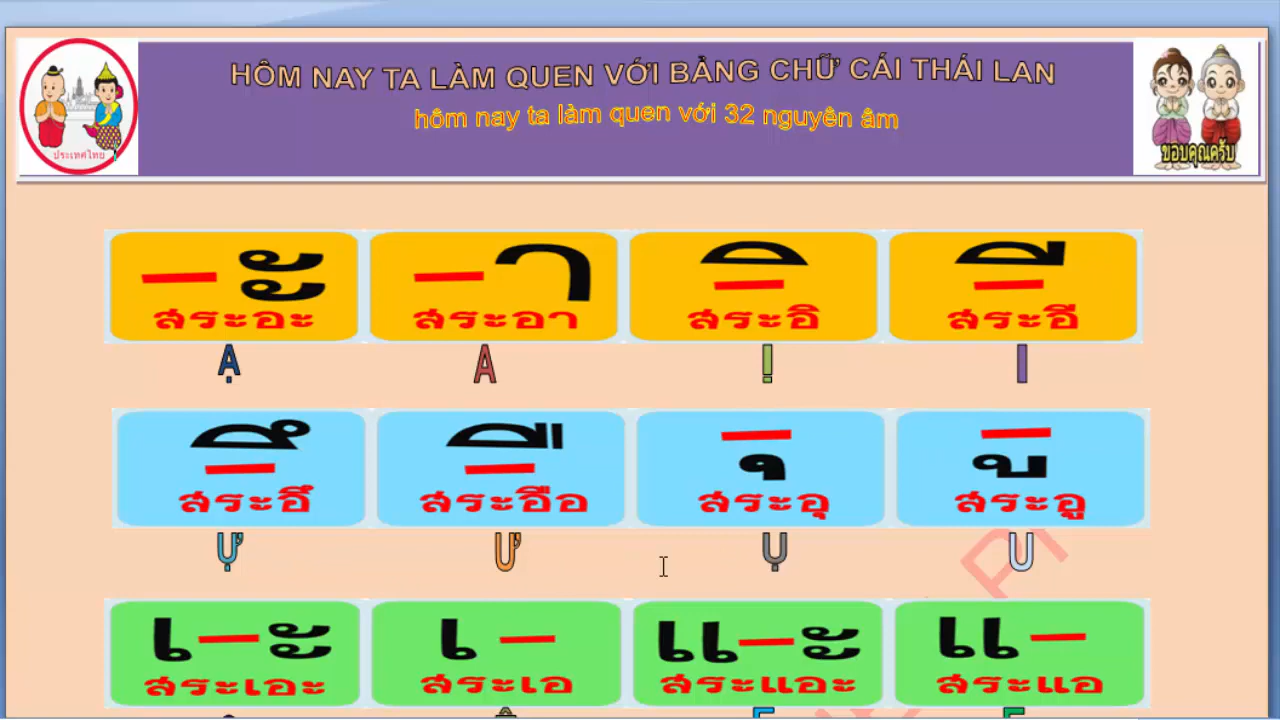 HÔM NAY TA LÀM QUEN VỚI BẢNG CHỮ CÁI THÁI LAN
hôm nay ta làm quen với 32 nguyên âm
ประเทศไทย
ขอบคุณครับ
–ะ –า –ิ –ี
สระอะ สระอา สระอิ สระอี
Ạ A Ị I
–ึ –ือ –ุ –ู
สระอึ สระอือ สระอุ สระอู
Ự Ư Ụ U
เ–ะ เ– แ–ะ แ–
สระเอะ สระเอ สระแอะ สระแอ